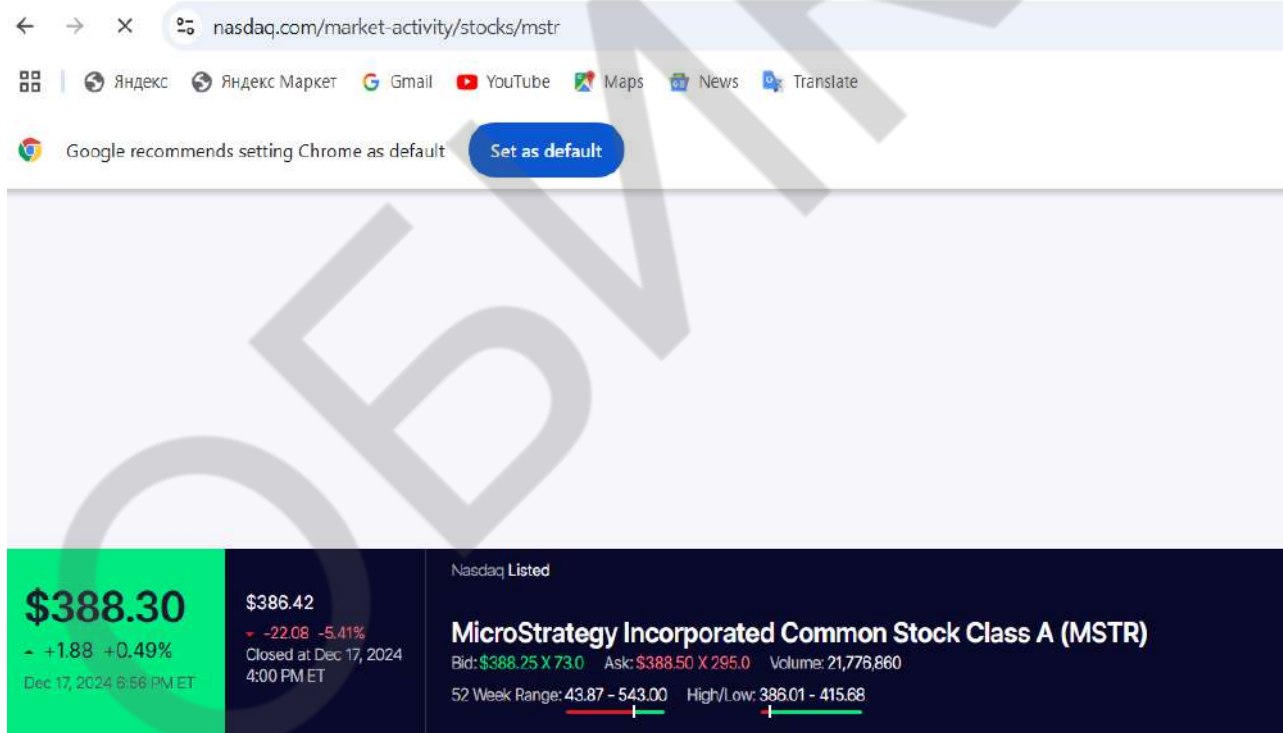 nasdaq.com/market-activity/stocks/mstr
Яндекс Яндекс Маркет Gmail YouTube Maps News Translate
Google recommends setting Chrome as default Set as default
$388.30
+1.88 +0.49%
Dec 17, 2024 6:56 PM ET
$386.42
-22.08 -5.41%
Closed at Dec 17, 2024
4:00 PM ET
Nasdaq Listed
MicroStrategy Incorporated Common Stock Class A (MSTR)
Bid: $388.25 X 73.0 Ask: $388.50 X 295.0 Volume: 21,776,860
52 Week Range: 43.87 - 543.00 High/Low: 386.01 - 415.68